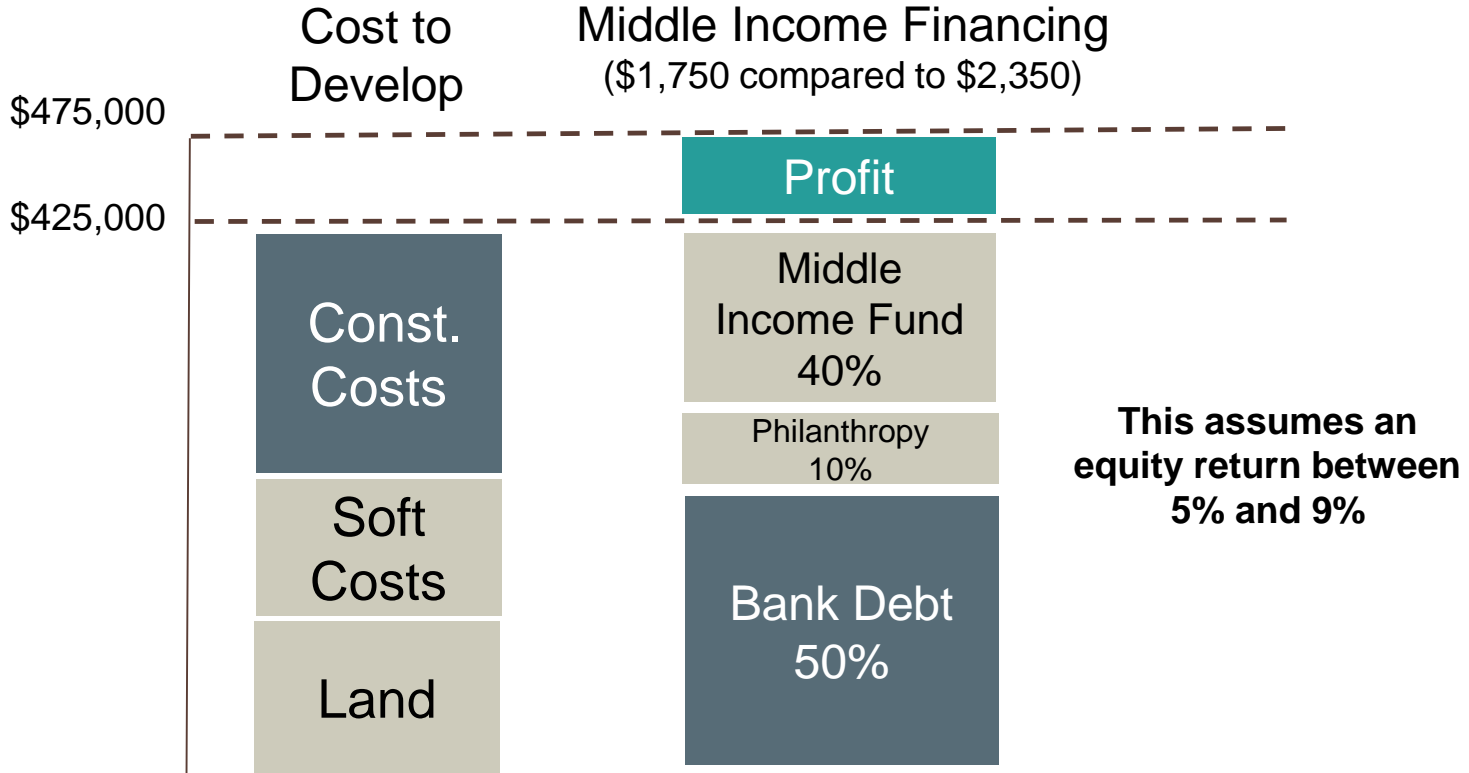 Cost to
Develop
Middle Income Financing
($1,750 compared to $2,350)
$475,000
$425,000
Profit
Const.
Costs
Soft
Costs
Land
Middle
Income Fund
40%
Philanthropy
10%
Bank Debt
50%
This assumes an
equity return between
5% and 9%